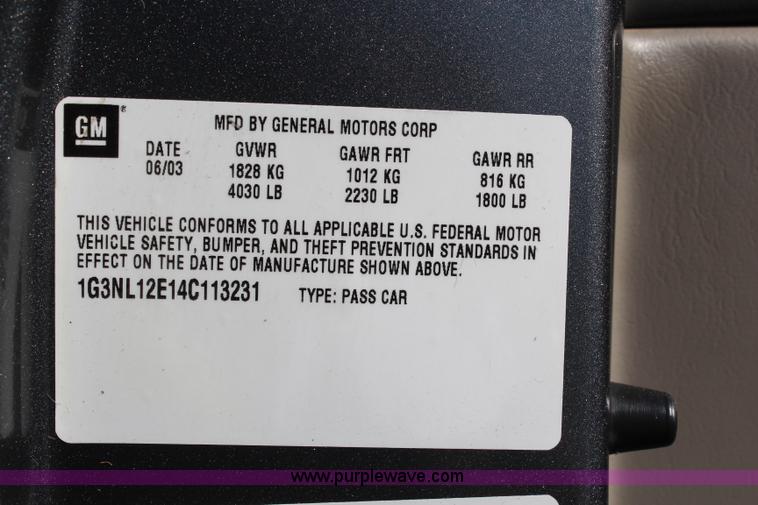 GM
MFD BY GENERAL MOTORS CORP
DATE GVWR GAWR FRT GAWR RR
06/03 1828 KG 1012 KG 816 KG
4030 LB 2230 LB 1800 LB
THIS VEHICLE CONFORMS TO ALL APPLICABLE U.S. FEDERAL MOTOR
VEHICLE SAFETY, BUMPER, AND THEFT PREVENTION STANDARDS IN
EFFECT ON THE DATE OF MANUFACTURE SHOWN ABOVE.
1G3NL12E14C113231 TYPE: PASS CAR
www.purplewave.com